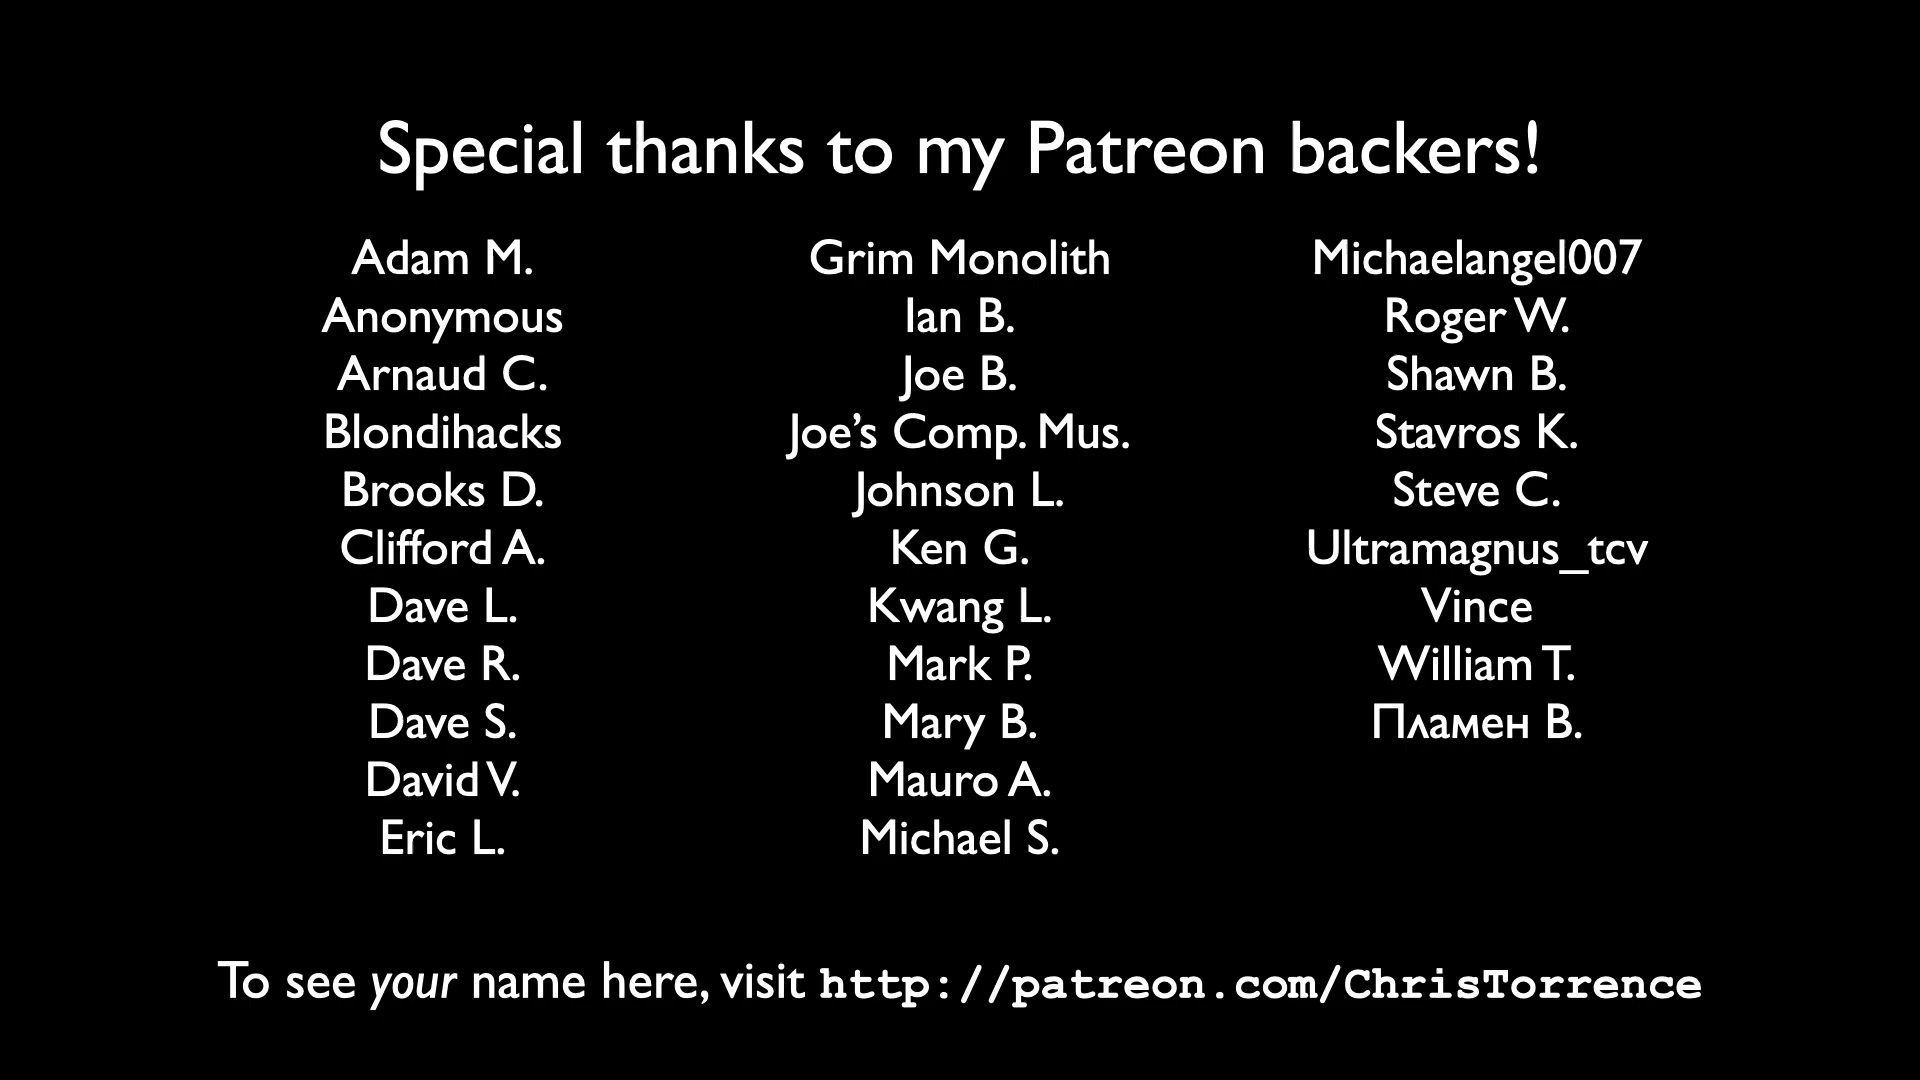 Special thanks to my Patreon backers!
Adam M.
Anonymous
Arnaud C.
Blondihacks
Brooks D.
Clifford A.
Dave L.
Dave R.
Dave S.
David V.
Eric L.
Grim Monolith
Ian B.
Joe B.
Joe’s Comp. Mus.
Johnson L.
Ken G.
Kwang L.
Mark P.
Mary B.
Mauro A.
Michael S.
Michaelangel007
Roger W.
Shawn B.
Stavros K.
Steve C.
Ultramagnus_tcv
Vince
William T.
Пламен В.
To see your name here, visit http://patreon.com/ChrisTorrence